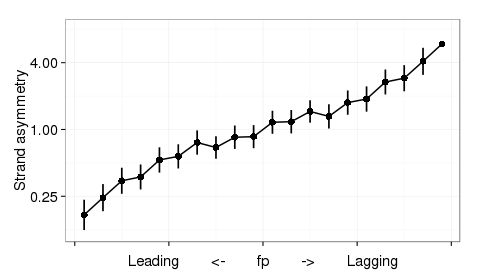 Strand asymmetry
4.00
1.00
0.25
Leading <- fp -> Lagging